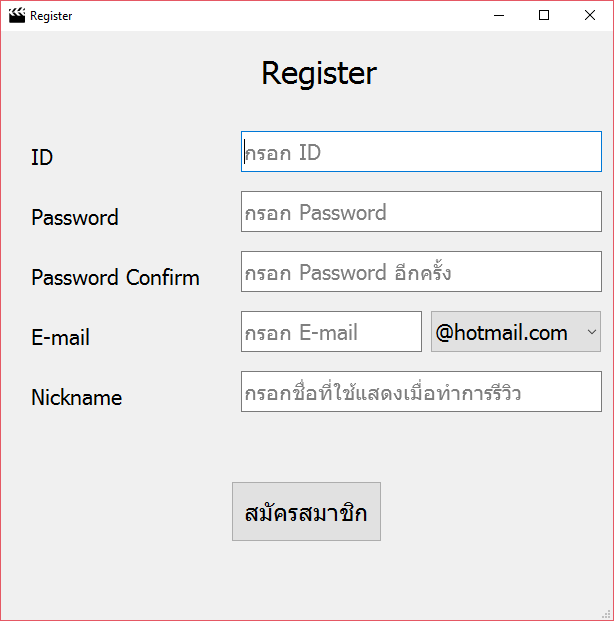 Register
Register
ID กรอก ID
Password กรอก Password
Password Confirm กรอก Password อีกครั้ง
E-mail กรอก E-mail @hotmail.com
Nickname กรอกชื่อที่ใช้แสดงเมื่อทำการรีวิว
สมัครสมาชิก